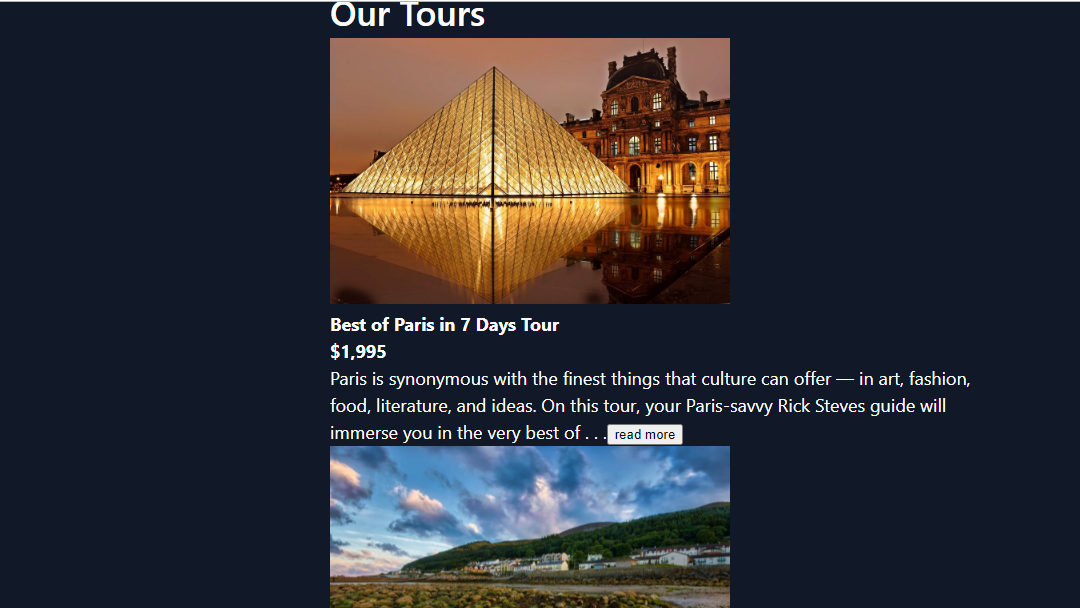 Our Tours
Best of Paris in 7 Days Tour
$1,995
Paris is synonymous with the finest things that culture can offer — in art, fashion,
food, literature, and ideas. On this tour, your Paris-savvy Rick Steves guide will
immerse you in the very best of . . . read more